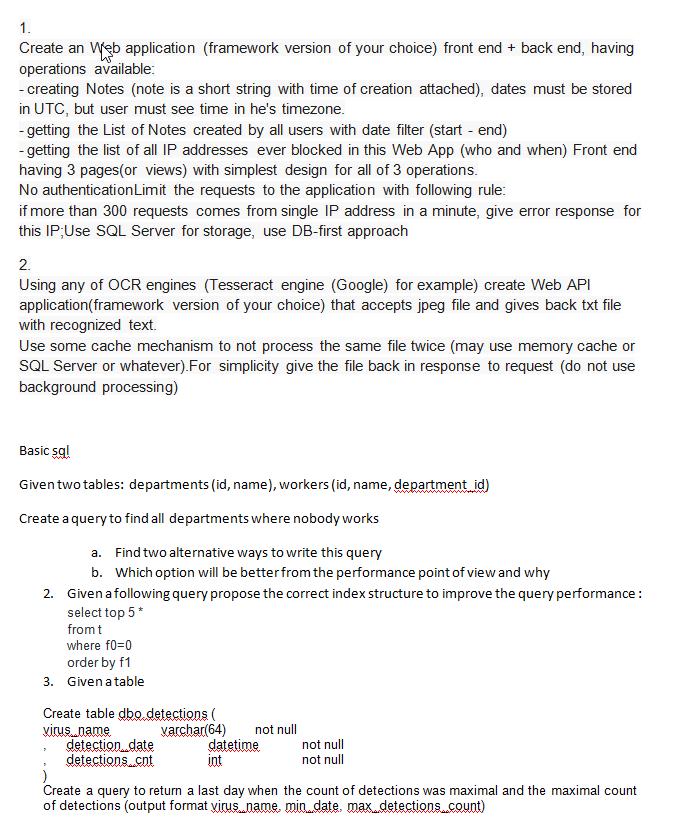 1.
Create an Web application (framework version of your choice) front end + back end, having
operations available:
- creating Notes (note is a short string with time of creation attached), dates must be stored
in UTC, but user must see time in he's timezone.
- getting the List of Notes created by all users with date filter (start - end)
- getting the list of all IP addresses ever blocked in this Web App (who and when) Front end
having 3 pages(or views) with simplest design for all of 3 operations.
No authenticationLimit the requests to the application with following rule:
if more than 300 requests comes from single IP address in a minute, give error response for
this IP;Use SQL Server for storage, use DB-first approach
2.
Using any of OCR engines (Tesseract engine (Google) for example) create Web API
application(framework version of your choice) that accepts jpeg file and gives back txt file
with recognized text.
Use some cache mechanism to not process the same file twice (may use memory cache or
SQL Server or whatever).For simplicity give the file back in response to request (do not use
background processing)
Basic sql
Given two tables: departments (id, name), workers (id, name, department_id)
Create a query to find all departments where nobody works
a. Find two alternative ways to write this query
b. Which option will be better from the performance point of view and why
2. Given a following query propose the correct index structure to improve the query performance :
select top 5 *
from t
where f0=0
order by f1
3. Given a table
Create table dbo.detections (
virus_name varchar(64) not null
, detection_date datetime not null
, detections_cnt int not null
)
Create a query to return a last day when the count of detections was maximal and the maximal count
of detections (output format virus_name, min_date, max_detections_count)